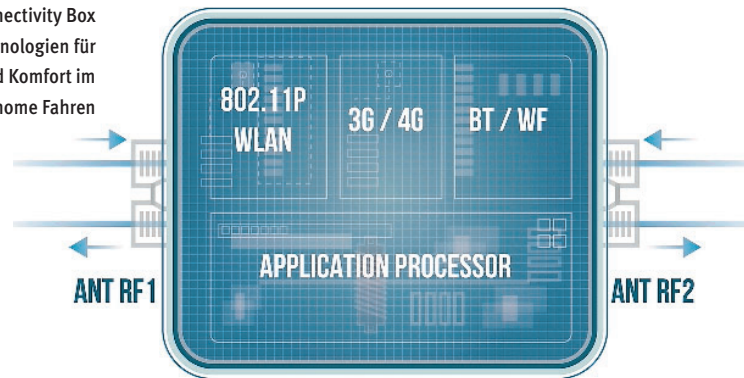 nectivity Box
nologien für
d Komfort im
nome Fahren
802.11P
WLAN
3G / 4G
BT / WF
APPLICATION PROCESSOR
ANT RF1
ANT RF2